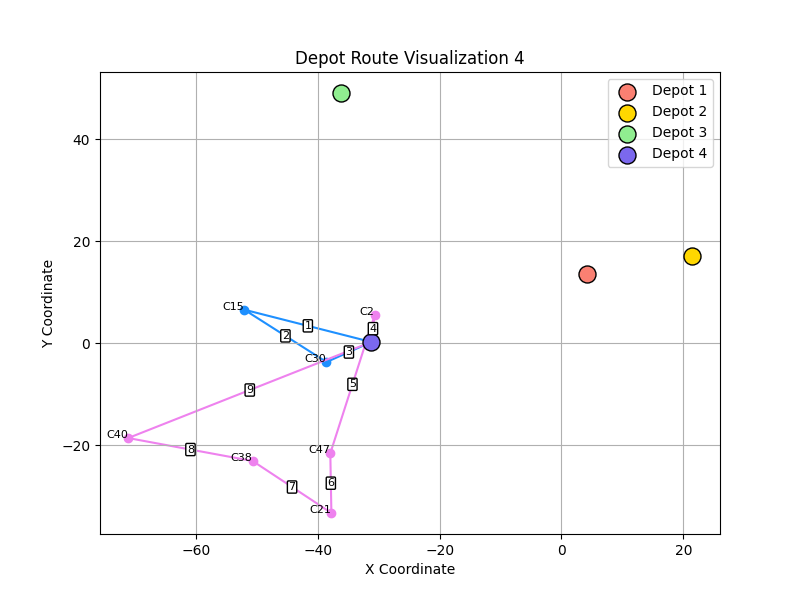 Depot Route Visualization 4
Depot 1
Depot 2
Depot 3
Depot 4
40
20
0
−20
Y Coordinate
C15
C2
1
4
2
3
C30
5
9
C40
8
C38
C47
7
6
C21
−60
−40
−20
0
20
X Coordinate